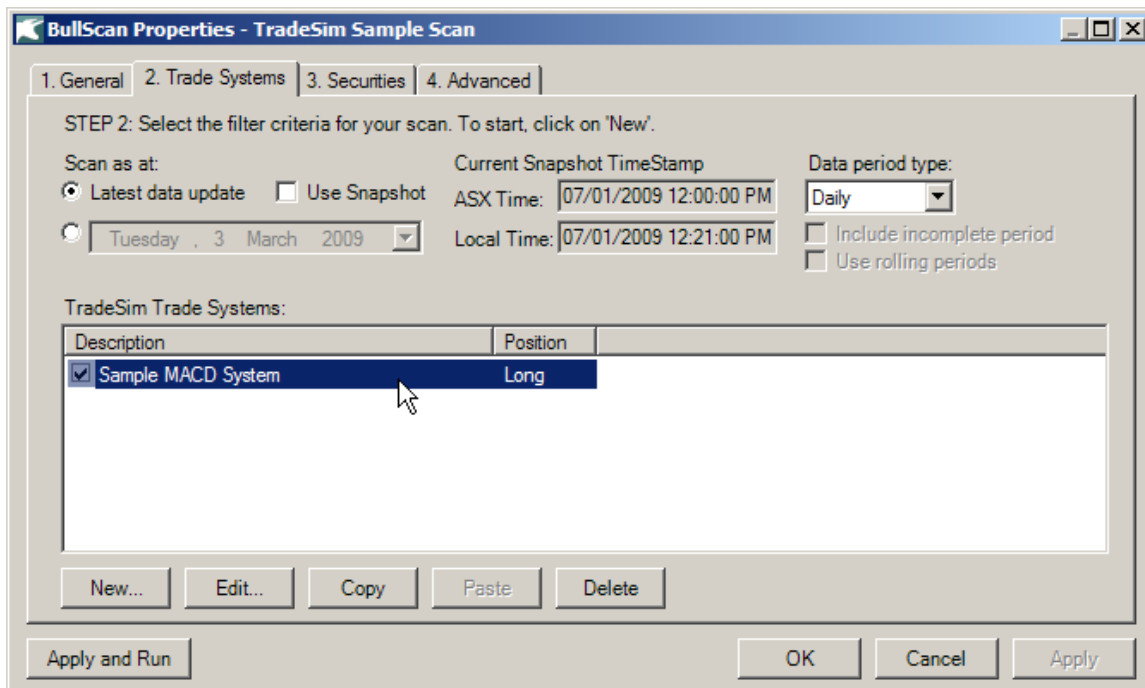 BullScan Properties - TradeSim Sample Scan
1. General 2. Trade Systems 3. Securities 4. Advanced
STEP 2: Select the filter criteria for your scan. To start, click on 'New'.
Scan as at: Current Snapshot TimeStamp Data period type:
Latest data update Use Snapshot ASX Time: 07/01/2009 12:00:00 PM Daily
Tuesday , 3 March 2009 Local Time: 07/01/2009 12:21:00 PM Include incomplete period
Use rolling periods
TradeSim Trade Systems:
Description Position
Sample MACD System Long
New... Edit... Copy Paste Delete
Apply and Run OK Cancel Apply